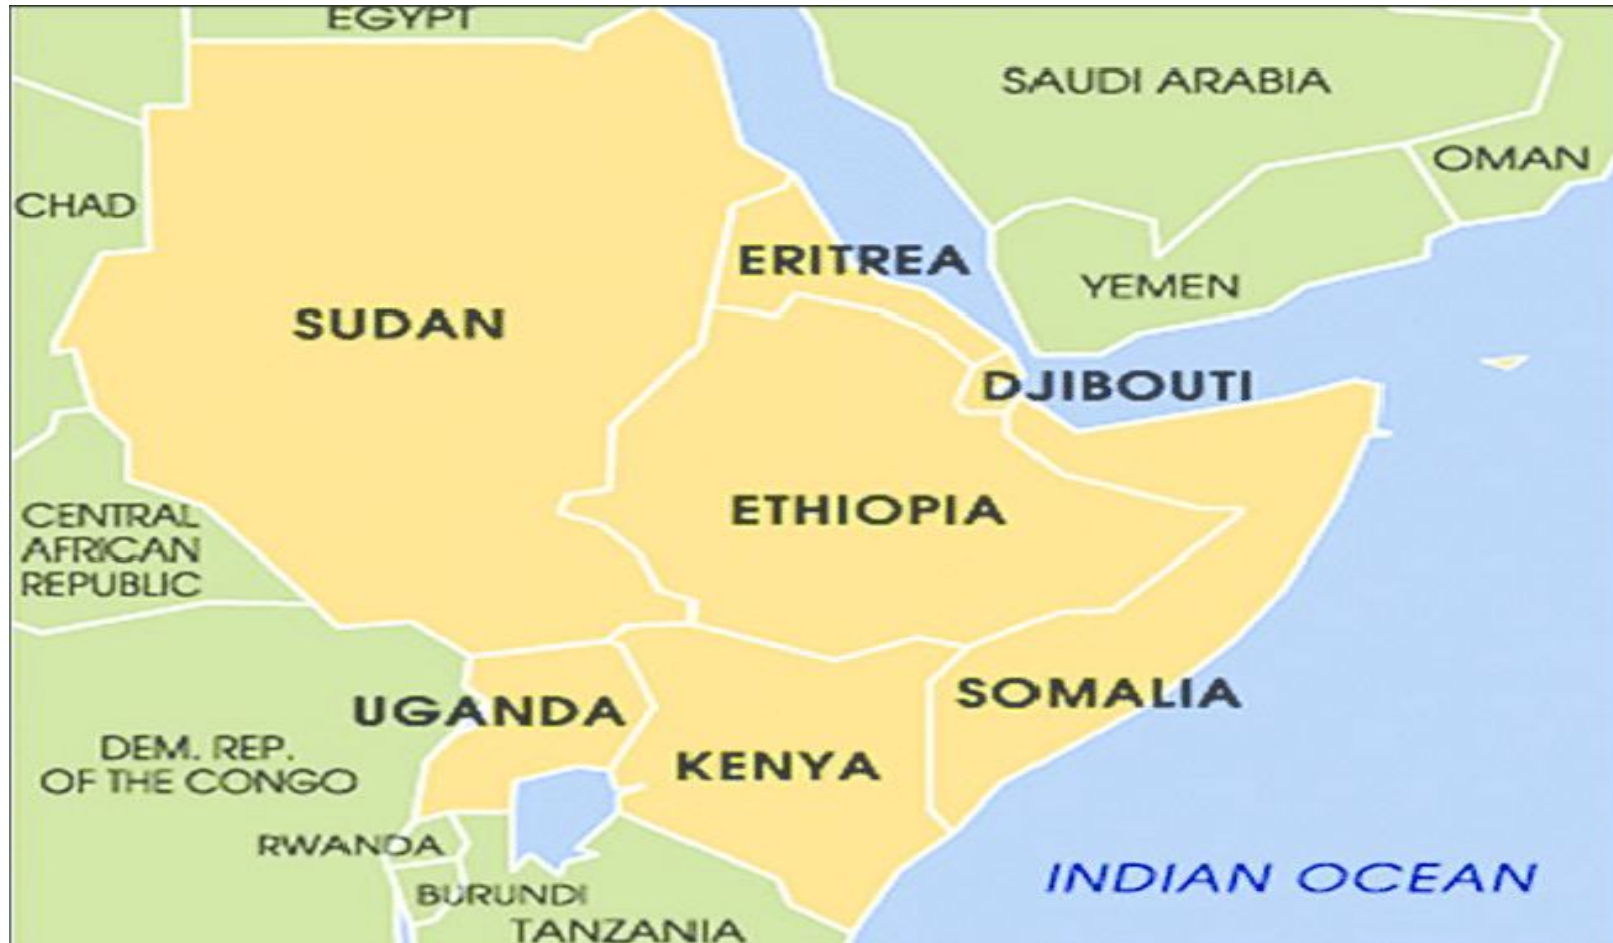 EGYPT
SAUDI ARABIA
OMAN
CHAD
ERITREA
YEMEN
SUDAN
DJIBOUTI
ETHIOPIA
CENTRAL
AFRICAN
REPUBLIC
SOMALIA
UGANDA
DEM. REP.
OF THE CONGO
KENYA
RWANDA
INDIAN OCEAN
BURUNDI
TANZANIA